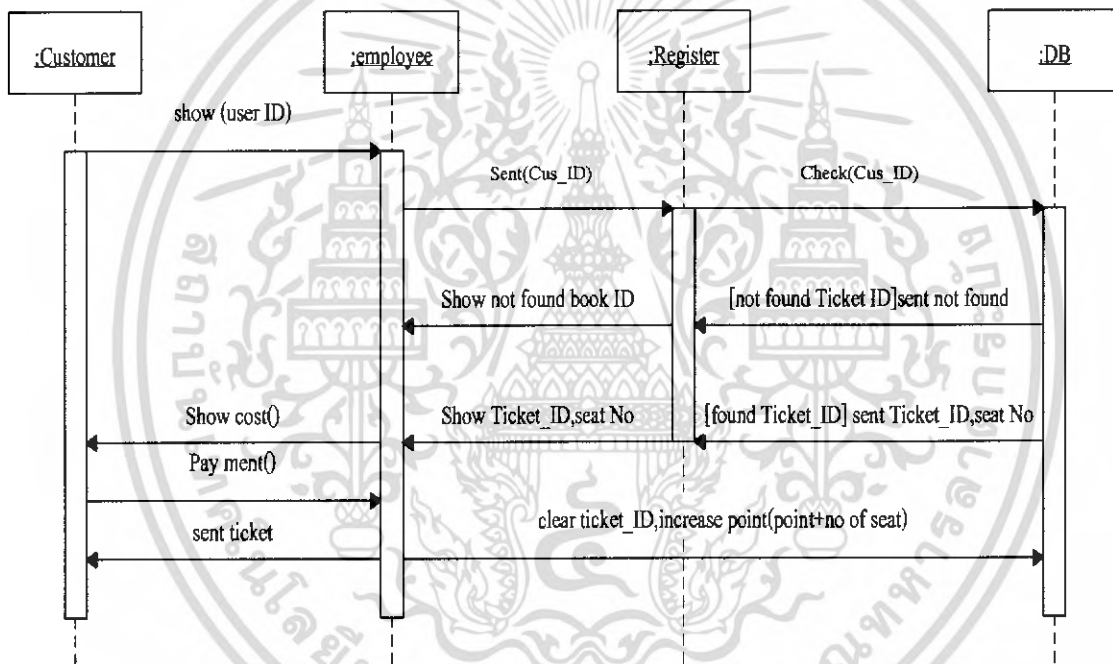 :Customer
:employee
:Register
:DB
show (user ID)
Sent(Cus_ID)
Check(Cus_ID)
Show not found book ID
[not found Ticket ID]sent not found
Show cost()
Show Ticket_ID,seat No
[found Ticket_ID] sent Ticket_ID,seat No
Pay ment()
sent ticket
clear ticket_ID,increase point(point+no of seat)